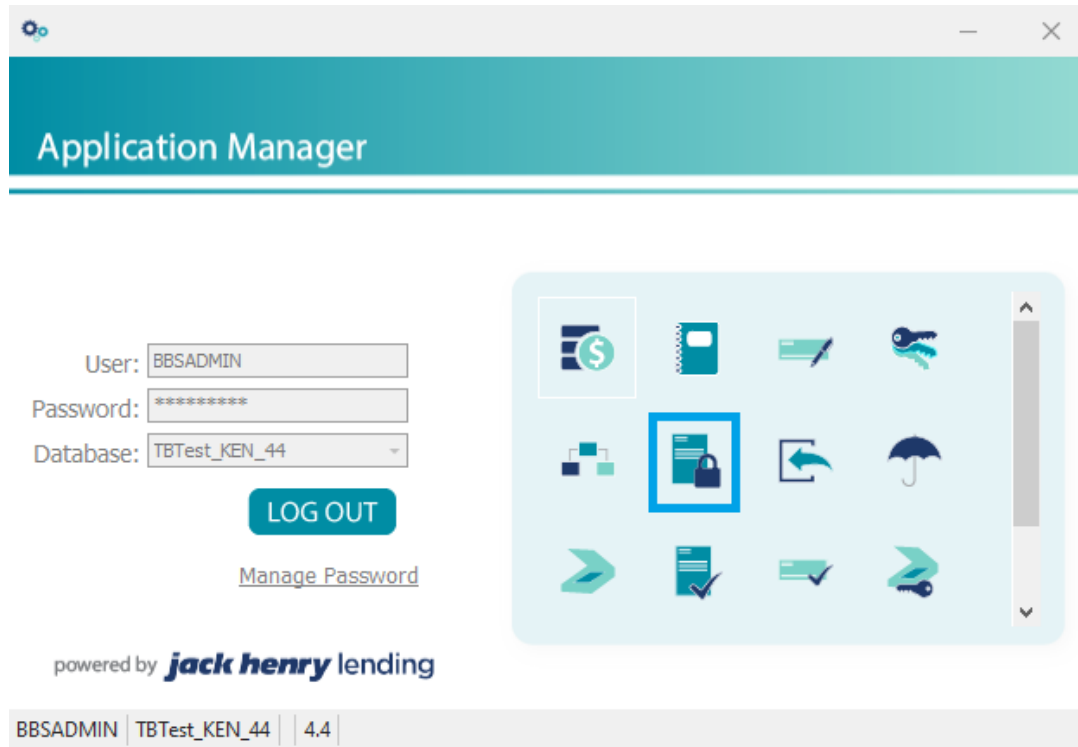 Application Manager
User: BBSADMIN
Password: *********
Database: TBTest_KEN_44
LOG OUT
Manage Password
powered by jack henry lending
BBSADMIN TBTest_KEN_44 4.4